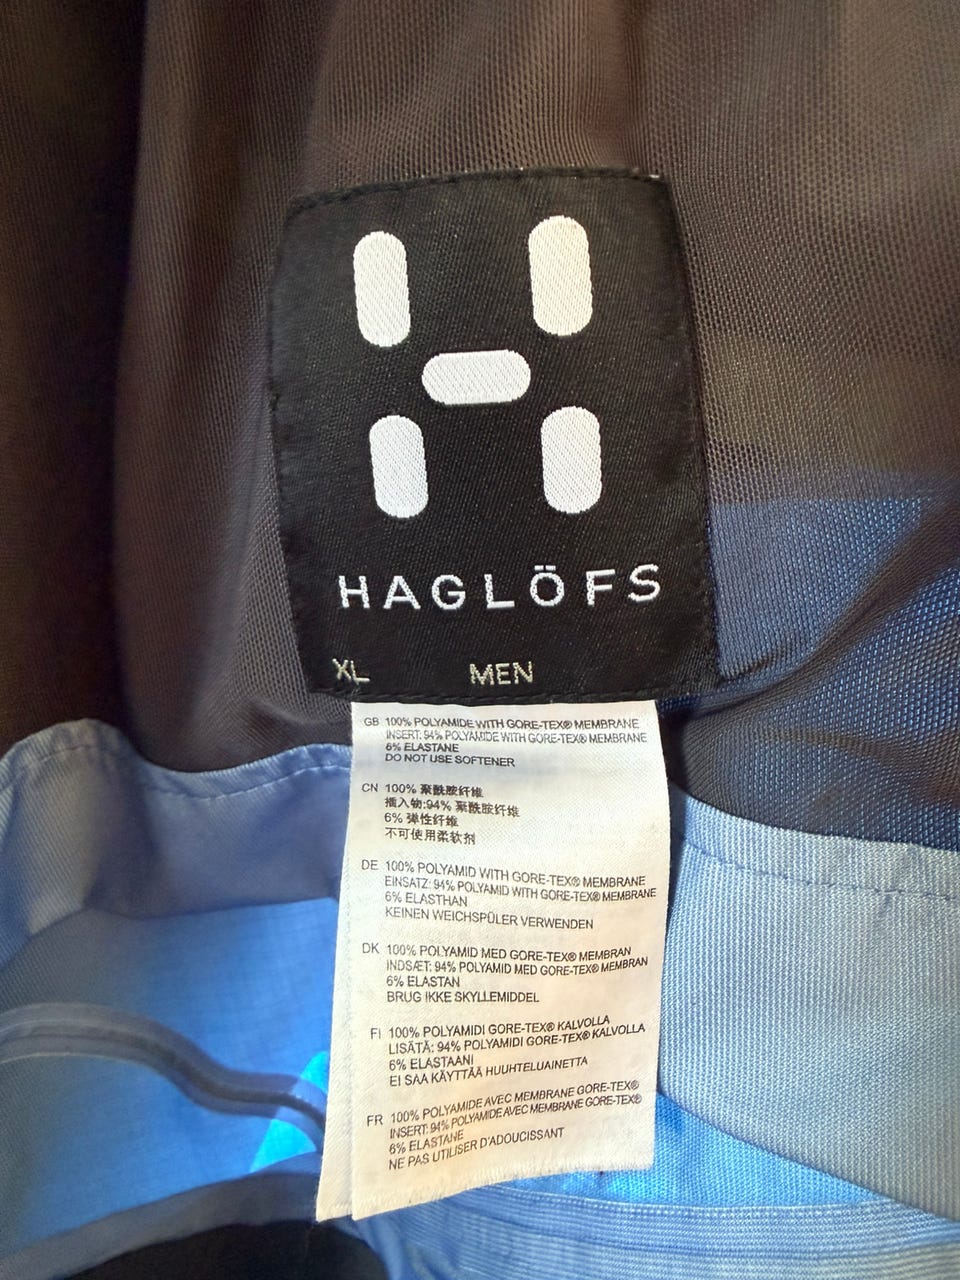 HAGLÖFS
XL MEN
GB 100% POLYAMIDE WITH GORE-TEX® MEMBRANE
INSERT: 94% POLYAMIDE WITH GORE-TEX® MEMBRANE
6% ELASTANE
DO NOT USE SOFTENER
CN 100% 聚酰胺纤维
插入物:94% 聚酰胺纤维
6% 弹性纤维
不可使用柔软剂
DE 100% POLYAMID WITH GORE-TEX® MEMBRANE
EINSATZ: 94% POLYAMID WITH GORE-TEX® MEMBRANE
6% ELASTHAN
KEINEN WEICHSPÜLER VERWENDEN
DK 100% POLYAMID MED GORE-TEX® MEMBRAN
INDSÆT: 94% POLYAMID MED GORE-TEX® MEMBRAN
6% ELASTAN
BRUG IKKE SKYLLEMIDDEL
FI 100% POLYAMIDI GORE-TEX® KALVOLLA
LISÄTÄ: 94% POLYAMIDI GORE-TEX® KALVOLLA
6% ELASTAANI
EI SAA KÄYTTÄÄ HUUHTELUAINETTA
FR 100% POLYAMIDE AVEC MEMBRANE GORE-TEX®
INSERT: 94% POLYAMIDE AVEC MEMBRANE GORE-TEX®
6% ELASTANE
NE PAS UTILISER D'ADOUCISSANT